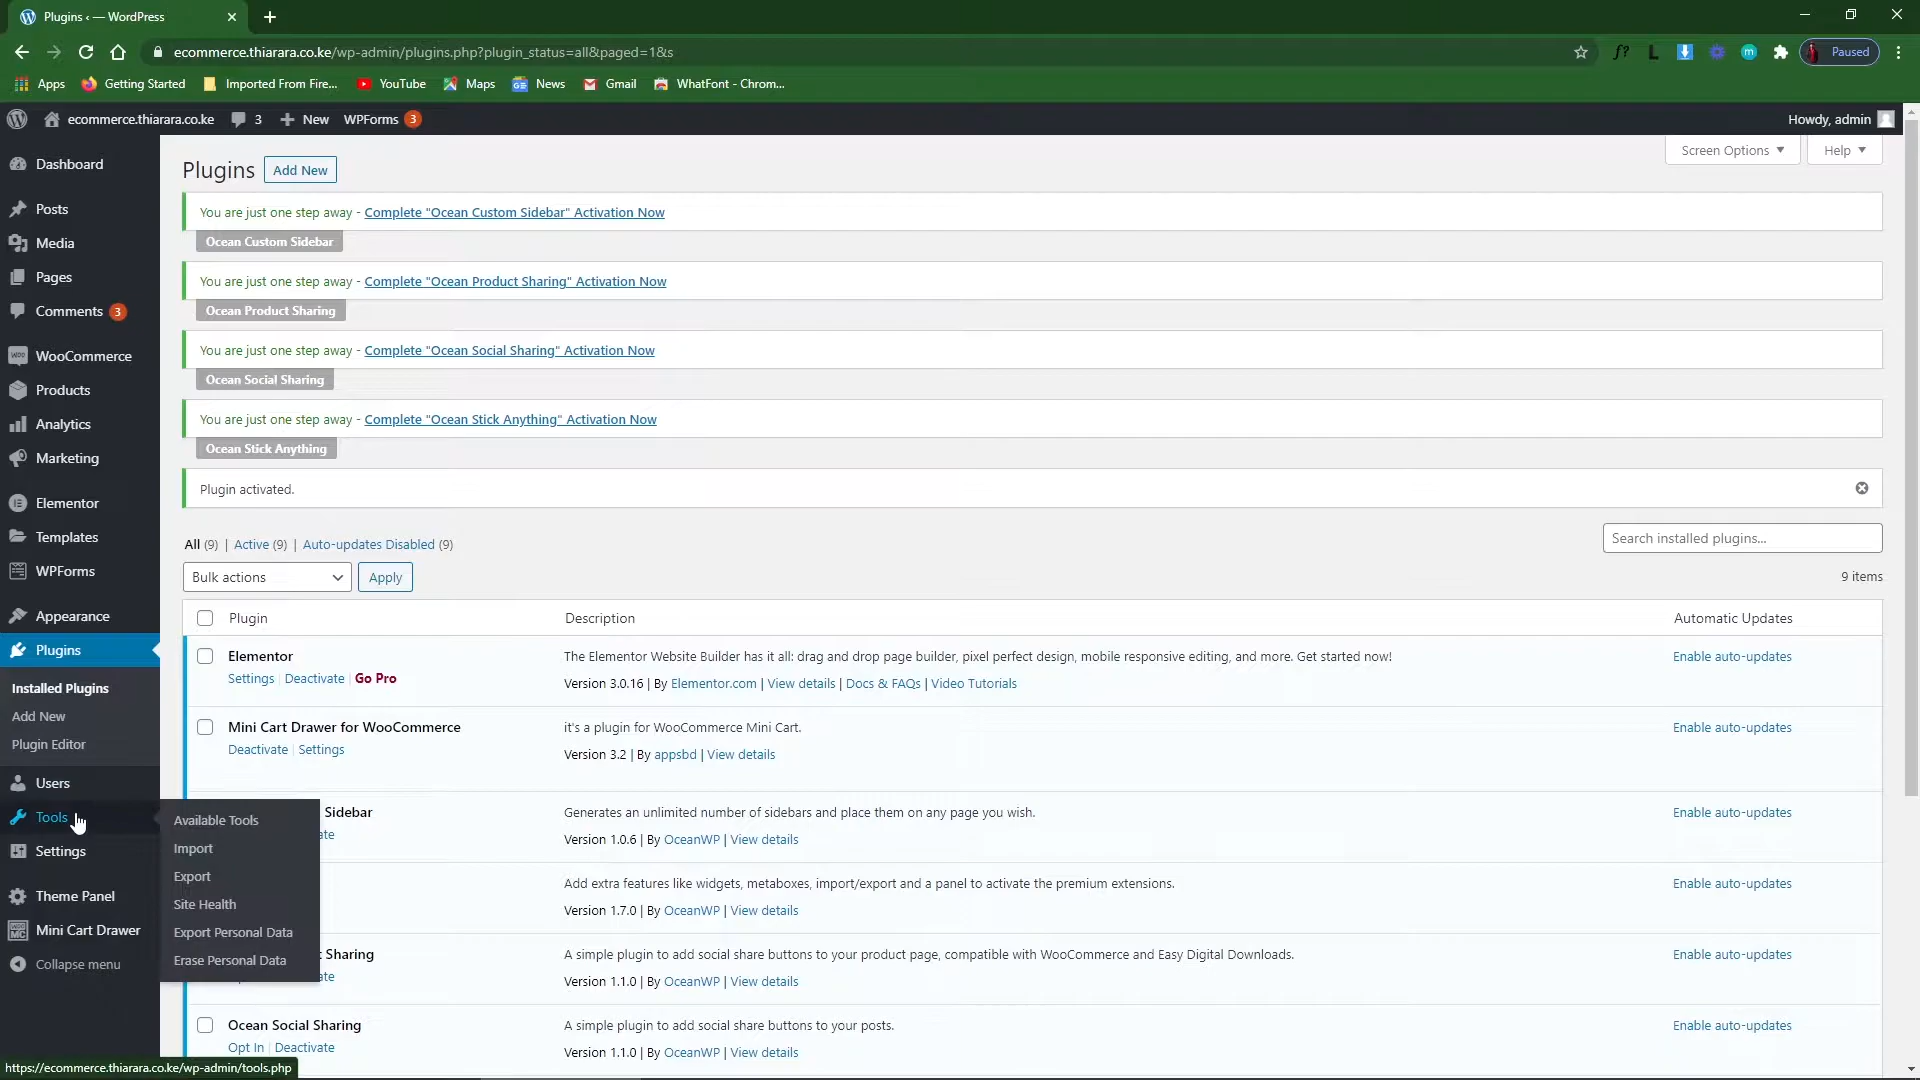 Plugins ‹ — WordPress
ecommerce.thiarara.co.ke/wp-admin/plugins.php?plugin_status=all&paged=1&s
f?
L
m
Paused
Apps
Getting Started
Imported From Fire...
YouTube
Maps
News
Gmail
WhatFont - Chrom...
ecommerce.thiarara.co.ke
3
New
WPForms
3
Howdy, admin
Dashboard
Posts
Media
Pages
Comments
3
WooCommerce
Products
Analytics
Marketing
Elementor
Templates
WPForms
Appearance
Plugins
Installed Plugins
Add New
Plugin Editor
Users
Tools
Settings
Theme Panel
Mini Cart Drawer
Collapse menu
Available Tools
Import
Export
Site Health
Export Personal Data
Erase Personal Data
Plugins
Add New
Screen Options
Help
You are just one step away - Complete "Ocean Custom Sidebar" Activation Now
Ocean Custom Sidebar
You are just one step away - Complete "Ocean Product Sharing" Activation Now
Ocean Product Sharing
You are just one step away - Complete "Ocean Social Sharing" Activation Now
Ocean Social Sharing
You are just one step away - Complete "Ocean Stick Anything" Activation Now
Ocean Stick Anything
Plugin activated.
All (9) | Active (9) | Auto-updates Disabled (9)
Search installed plugins...
Bulk actions
Apply
9 items
Plugin
Description
Automatic Updates
Elementor
The Elementor Website Builder has it all: drag and drop page builder, pixel perfect design, mobile responsive editing, and more. Get started now!
Enable auto-updates
Settings | Deactivate | Go Pro
Version 3.0.16 | By Elementor.com | View details | Docs & FAQs | Video Tutorials
Mini Cart Drawer for WooCommerce
it's a plugin for WooCommerce Mini Cart.
Enable auto-updates
Deactivate | Settings
Version 3.2 | By appsbd | View details
Sidebar
Generates an unlimited number of sidebars and place them on any page you wish.
Enable auto-updates
ate
Version 1.0.6 | By OceanWP | View details
Add extra features like widgets, metaboxes, import/export and a panel to activate the premium extensions.
Enable auto-updates
Version 1.7.0 | By OceanWP | View details
t Sharing
A simple plugin to add social share buttons to your product page, compatible with WooCommerce and Easy Digital Downloads.
Enable auto-updates
ate
Version 1.1.0 | By OceanWP | View details
Ocean Social Sharing
A simple plugin to add social share buttons to your posts.
Enable auto-updates
Opt In | Deactivate
Version 1.1.0 | By OceanWP | View details
https://ecommerce.thiarara.co.ke/wp-admin/tools.php